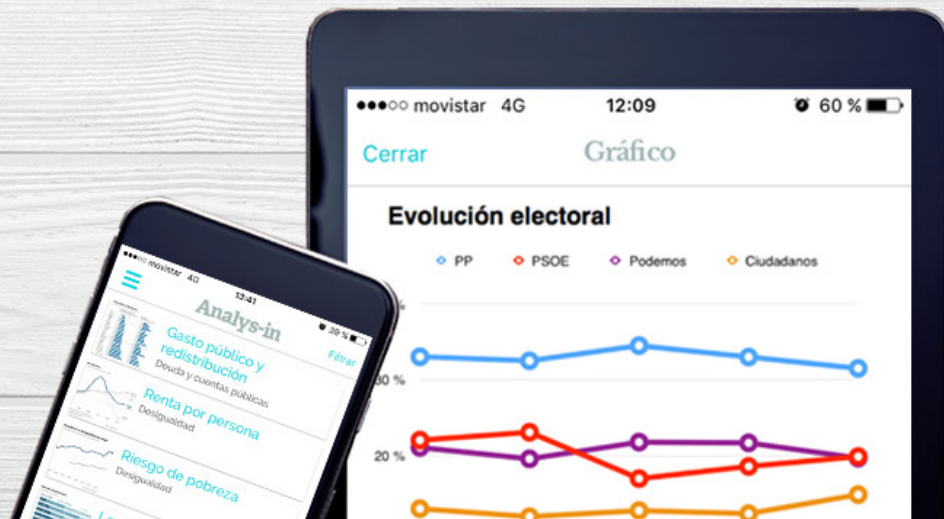 movistar 4G 12:09 60 %
Cerrar Gráfico
Evolución electoral
PP PSOE Podemos Ciudadanos
30 %
20 %
movistar 4G 13:41 39 %
Analys-in
Filtrar
Gasto público y
redistribución
Deuda y cuentas públicas
Renta por persona
Desigualdad
Riesgo de pobreza
Desigualdad